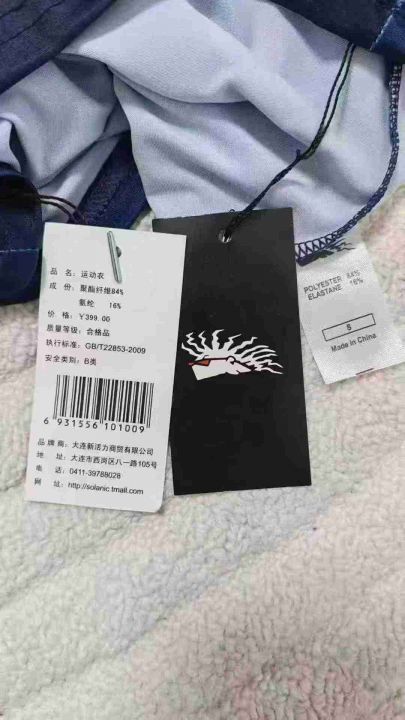 品 名：运动衣
成 份：聚酯纤维84%
氨纶 16%
价 格：￥399.00
质量等级：合格品
执行标准：GB/T22853-2009
安全类别：B类
6 931556 101009
品 牌 商：大连新活力商贸有限公司
地 址：大连市西岗区八一路105号
电 话：0411-39788028
网 址：http://solanic.tmall.com
POLYESTER 84%
ELASTANE 16%
S
Made in China